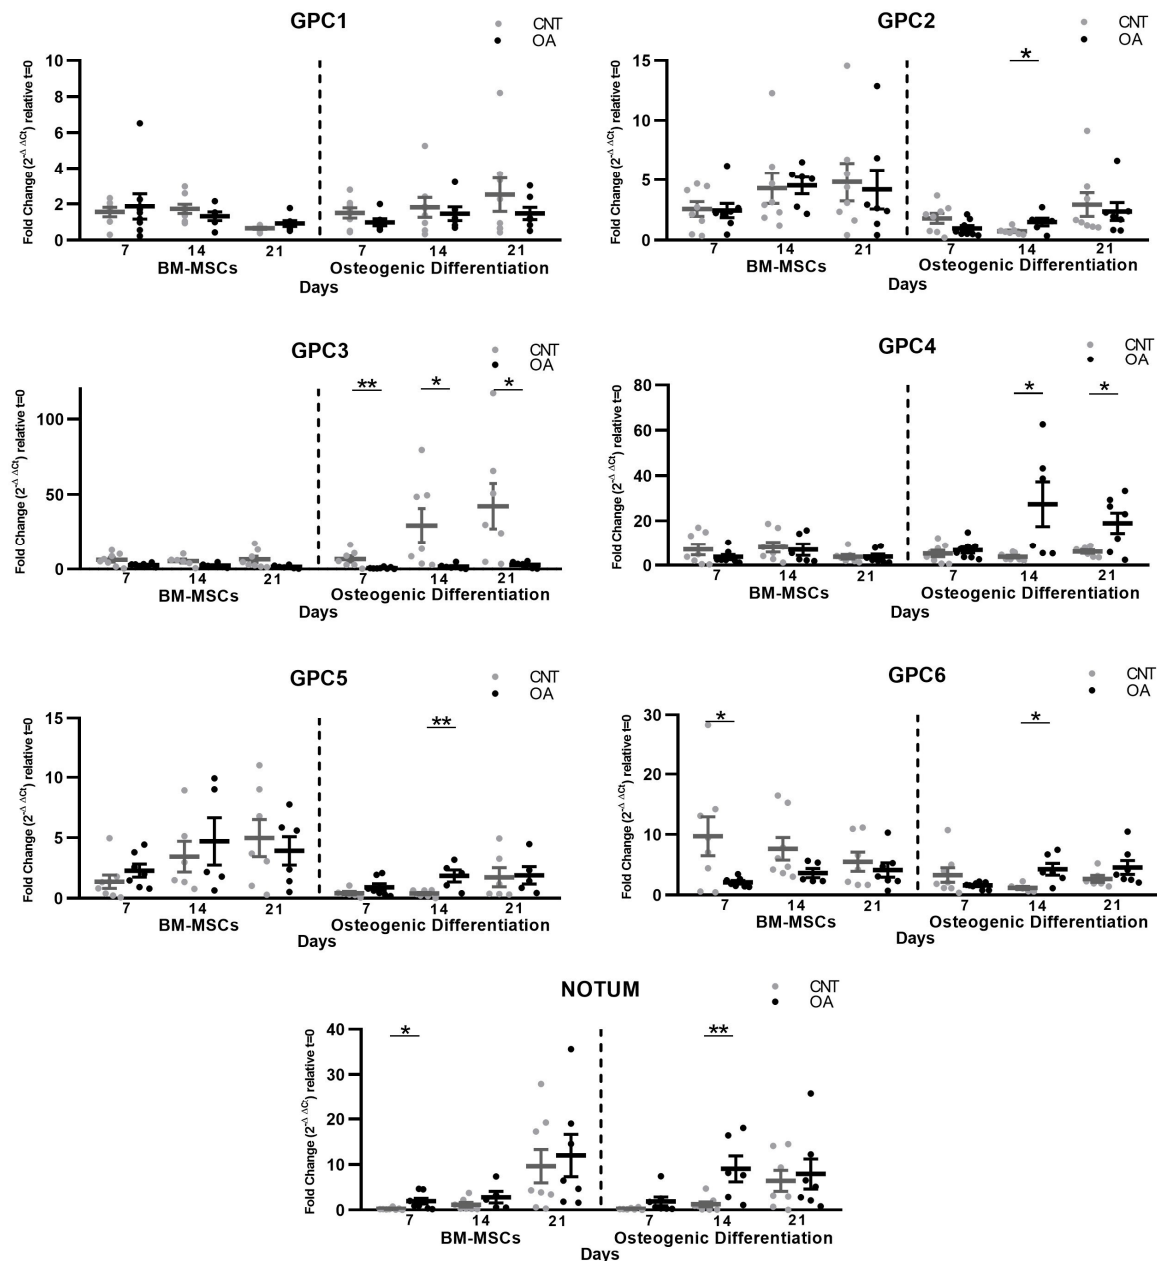 GPC1
CNT
OA
Fold Change (2-Δ ΔCt) relative t=0
10
8
6
4
2
0
*
7 14 21 7 14 21
BM-MSCs Osteogenic Differentiation
Days
GPC2
CNT
OA
Fold Change (2-Δ ΔCt) relative t=0
15
10
5
0
*
7 14 21 7 14 21
BM-MSCs Osteogenic Differentiation
Days
GPC3
CNT
OA
Fold Change (2-Δ ΔCt) relative t=0
100
50
0
** * *
7 14 21 7 14 21
BM-MSCs Osteogenic Differentiation
Days
GPC4
CNT
OA
Fold Change (2-Δ ΔCt) relative t=0
80
60
40
20
0
* *
7 14 21 7 14 21
BM-MSCs Osteogenic Differentiation
Days
GPC5
CNT
OA
Fold Change (2-Δ ΔCt) relative t=0
15
10
5
0
**
7 14 21 7 14 21
BM-MSCs Osteogenic Differentiation
Days
GPC6
CNT
OA
Fold Change (2-Δ ΔCt) relative t=0
30
20
10
0
* *
7 14 21 7 14 21
BM-MSCs Osteogenic Differentiation
Days
NOTUM
CNT
OA
Fold Change (2-Δ ΔCt) relative t=0
40
30
20
10
0
* **
7 14 21 7 14 21
BM-MSCs Osteogenic Differentiation
Days